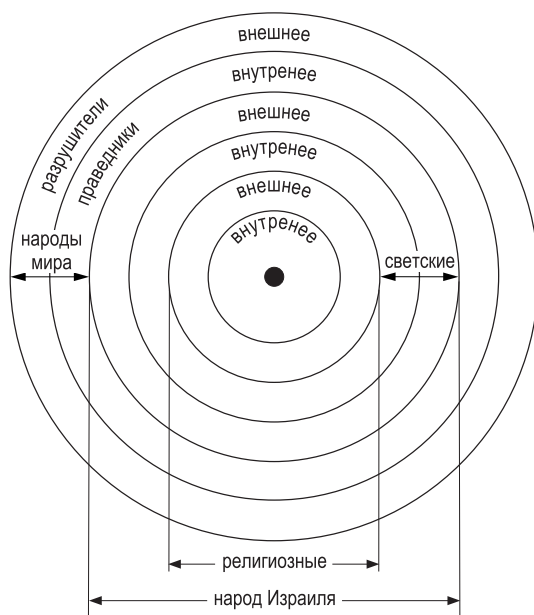 внешнее
внутренее
внешнее
внутренее
внешнее
внутренее
разрушители
праведники
народы
мира
светские
религиозные
народ Израиля